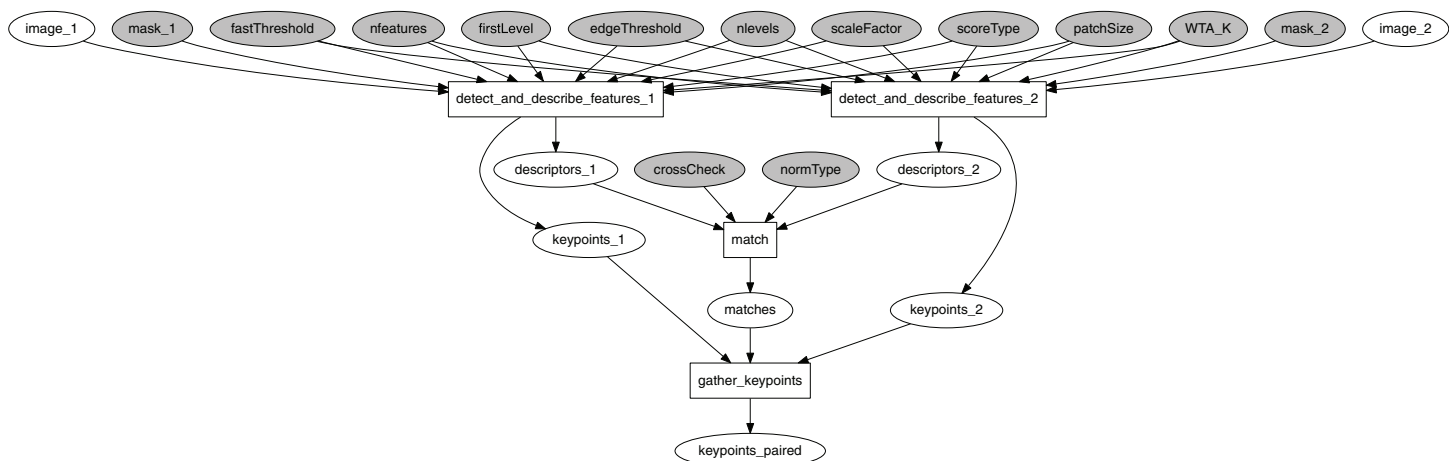 image_1 mask_1 fastThreshold nfeatures firstLevel edgeThreshold nlevels scaleFactor scoreType patchSize WTA_K mask_2 image_2
detect_and_describe_features_1 detect_and_describe_features_2
descriptors_1 crossCheck normType descriptors_2
keypoints_1 match
matches keypoints_2
gather_keypoints
keypoints_paired